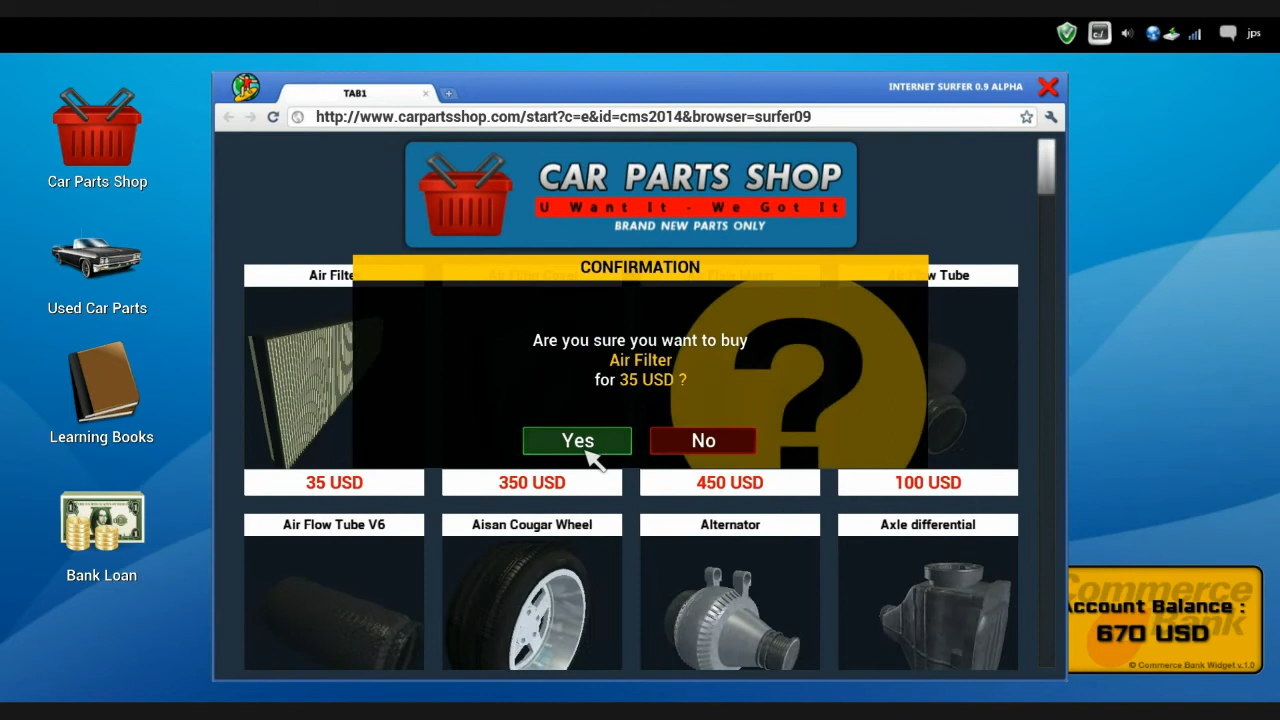 jps
TAB1
INTERNET SURFER 0.9 ALPHA
http://www.carpartsshop.com/start?c=e&id=cms2014&browser=surfer09
Car Parts Shop
CAR PARTS SHOP
U Want It - We Got It
BRAND NEW PARTS ONLY
Used Car Parts
Learning Books
Bank Loan
Air Filte
CONFIRMATION
w Tube
Are you sure you want to buy
Air Filter
for 35 USD ?
Yes
No
35 USD
350 USD
450 USD
100 USD
Air Flow Tube V6
Aisan Cougar Wheel
Alternator
Axle differential
Commerce
Bank
Account Balance :
670 USD
© Commerce Bank Widget v.1.0